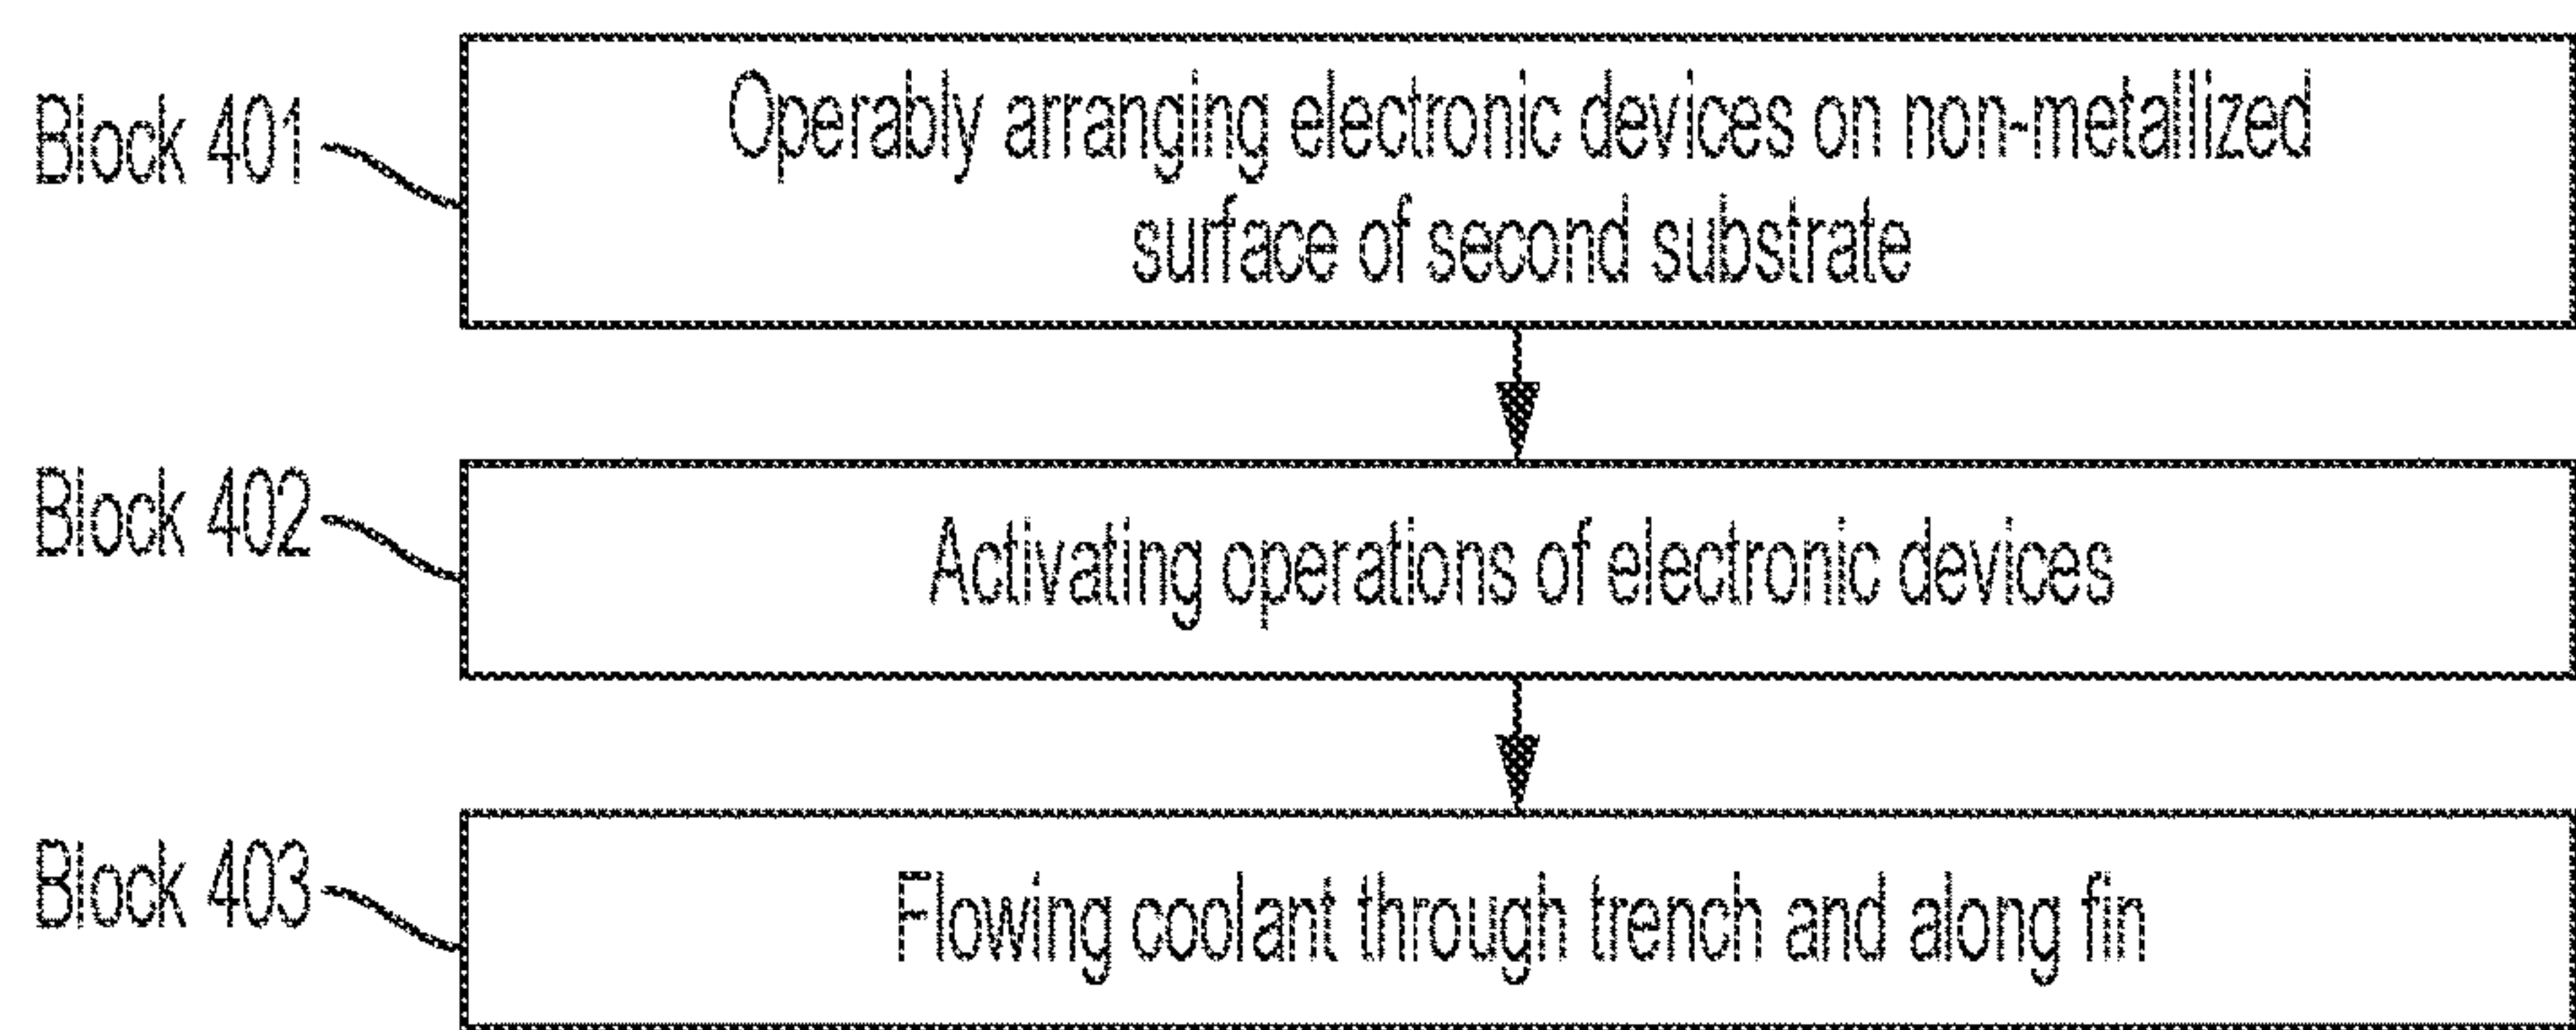 Block 401
Operably arranging electronic devices on non-metallized
surface of second substrate
Block 402
Activating operations of electronic devices
Block 403
Flowing coolant through trench and along fin